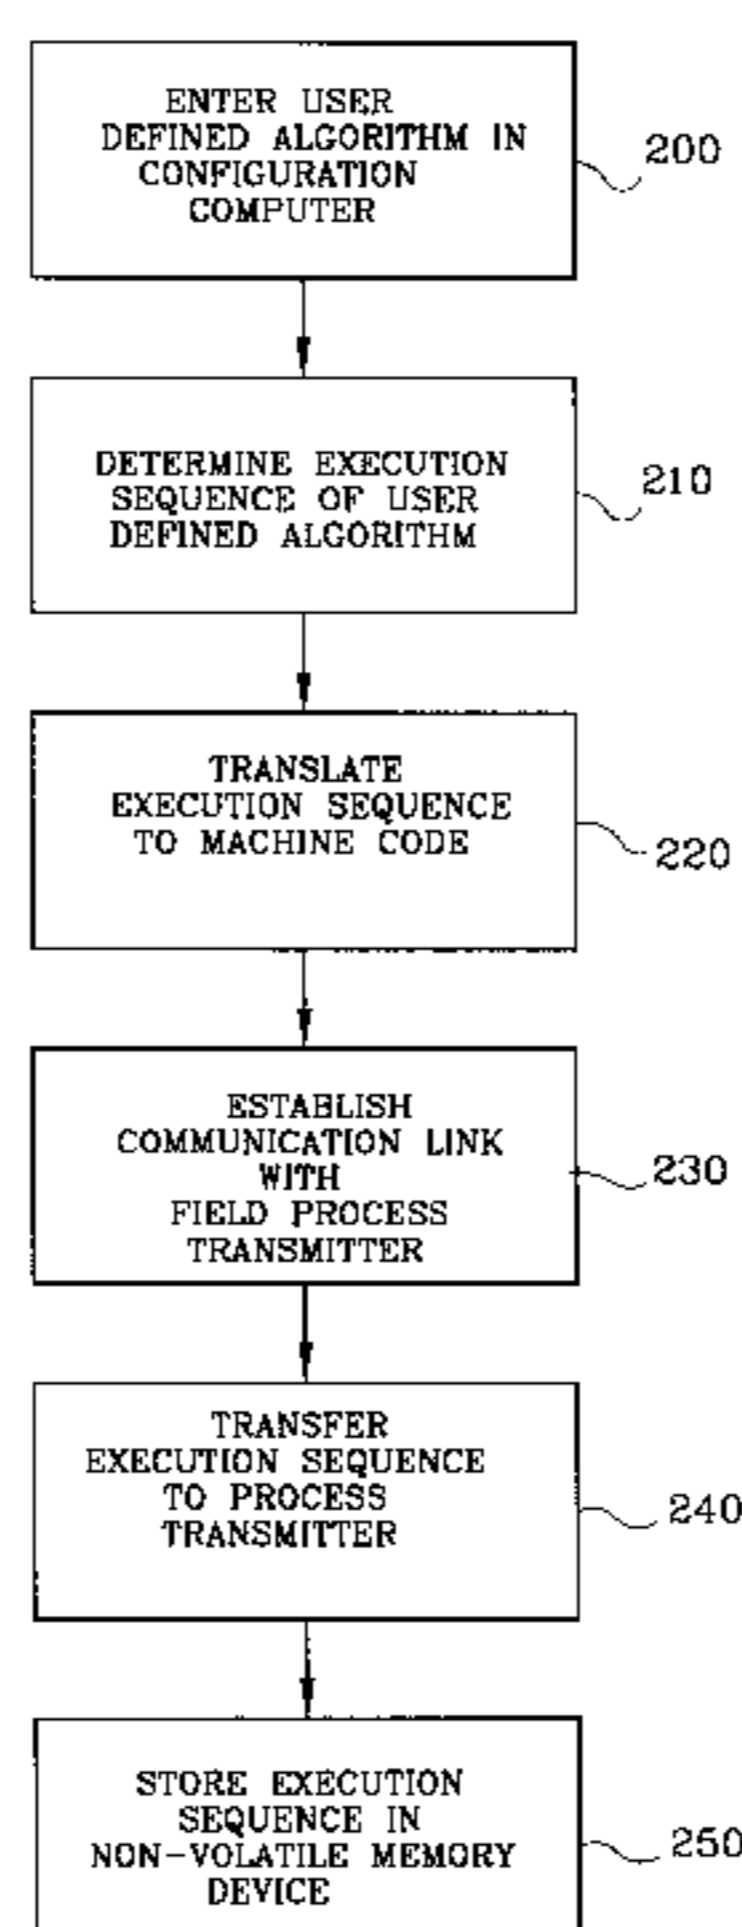 ENTER USER
DEFINED ALGORITHM IN
CONFIGURATION
COMPUTER
200
DETERMINE EXECUTION
SEQUENCE OF USER
DEFINED ALGORITHM
210
TRANSLATE
EXECUTION SEQUENCE
TO MACHINE CODE
220
ESTABLISH
COMMUNICATION LINK
WITH
FIELD PROCESS
TRANSMITTER
230
TRANSFER
EXECUTION SEQUENCE
TO PROCESS
TRANSMITTER
240
STORE EXECUTION
SEQUENCE IN
NON-VOLATILE MEMORY
DEVICE
250